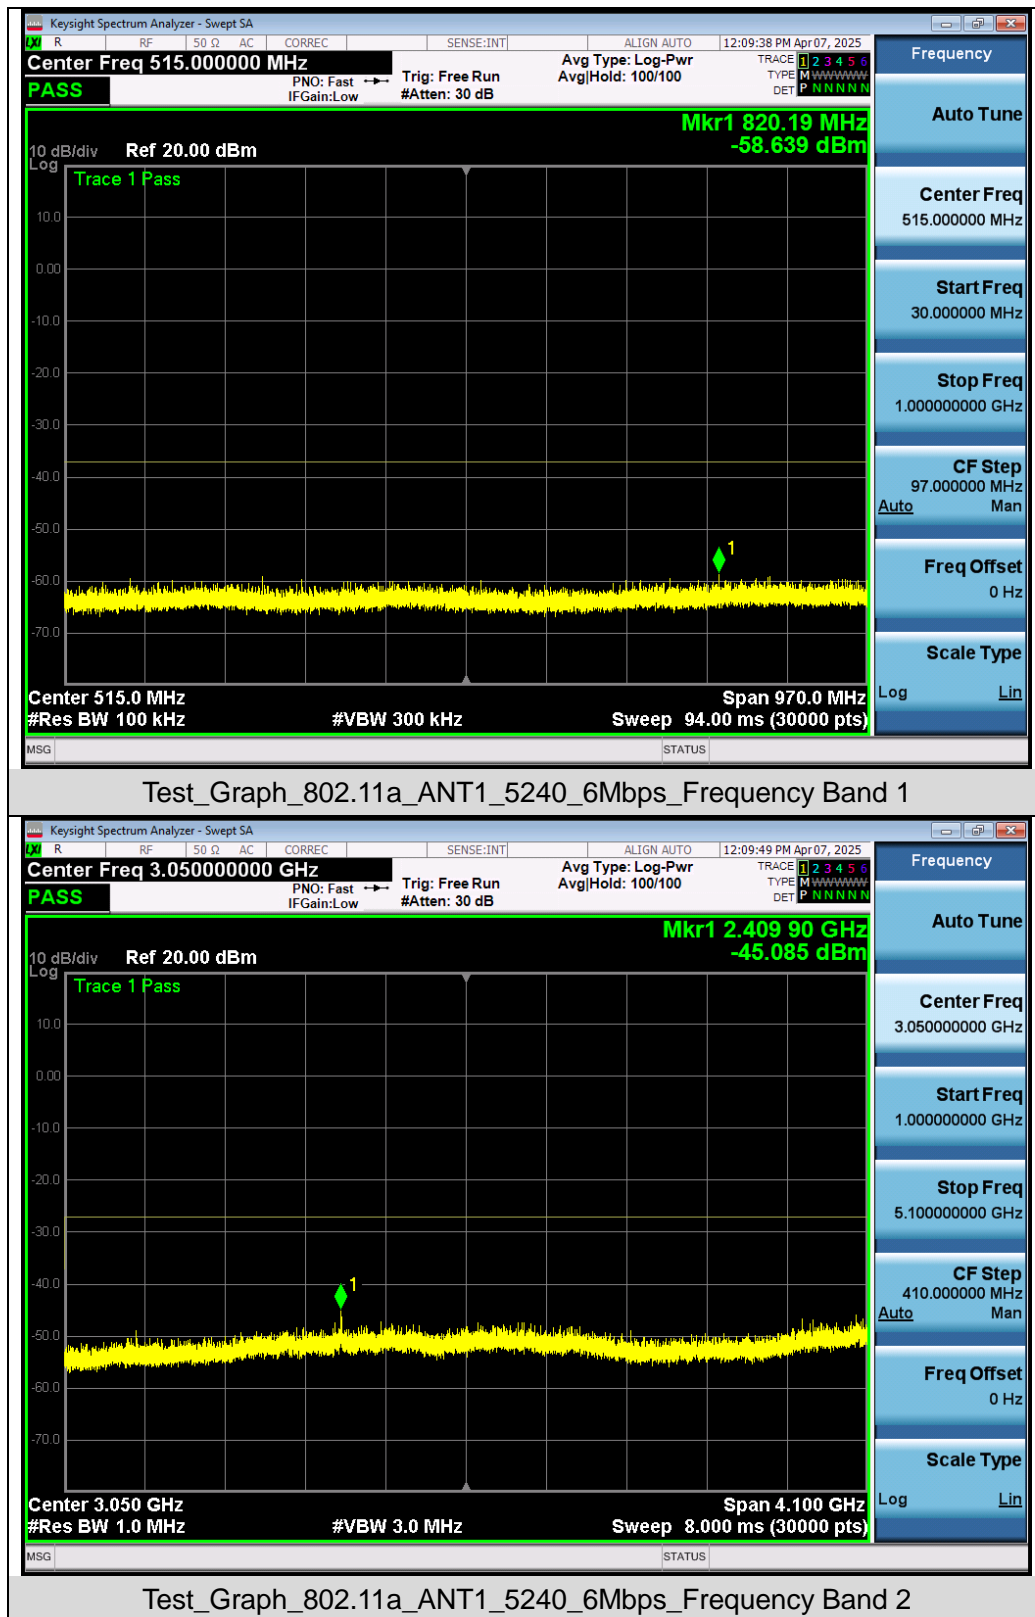 Keysight Spectrum Analyzer - Swept SA
LXI R RF 50 Ω AC CORREC SENSE:INT ALIGN AUTO 12:09:38 PM Apr 07, 2025
Center Freq 515.000000 MHz
PASS
PNO: Fast
IFGain:Low
Trig: Free Run
#Atten: 30 dB
Avg Type: Log-Pwr
Avg|Hold: 100/100
TRACE 1 2 3 4 5 6
TYPE M WWWWW
DET P N N N N N
Mkr1 820.19 MHz
-58.639 dBm
10 dB/div Ref 20.00 dBm
Log
Trace 1 Pass
10.0
0.00
-10.0
-20.0
-30.0
-40.0
-50.0
-60.0
-70.0
1
Center 515.0 MHz Span 970.0 MHz
#Res BW 100 kHz #VBW 300 kHz Sweep 94.00 ms (30000 pts)
MSG STATUS
Frequency
Auto Tune
Center Freq
515.000000 MHz
Start Freq
30.000000 MHz
Stop Freq
1.000000000 GHz
CF Step
97.000000 MHz
Auto Man
Freq Offset
0 Hz
Scale Type
Log Lin
Test_Graph_802.11a_ANT1_5240_6Mbps_Frequency Band 1
Keysight Spectrum Analyzer - Swept SA
LXI R RF 50 Ω AC CORREC SENSE:INT ALIGN AUTO 12:09:49 PM Apr 07, 2025
Center Freq 3.050000000 GHz
PASS
PNO: Fast
IFGain:Low
Trig: Free Run
#Atten: 30 dB
Avg Type: Log-Pwr
Avg|Hold: 100/100
TRACE 1 2 3 4 5 6
TYPE M WWWWW
DET P N N N N N
Mkr1 2.409 90 GHz
-45.085 dBm
10 dB/div Ref 20.00 dBm
Log
Trace 1 Pass
10.0
0.00
-10.0
-20.0
-30.0
-40.0
-50.0
-60.0
-70.0
1
Center 3.050 GHz Span 4.100 GHz
#Res BW 1.0 MHz #VBW 3.0 MHz Sweep 8.000 ms (30000 pts)
MSG STATUS
Frequency
Auto Tune
Center Freq
3.050000000 GHz
Start Freq
1.000000000 GHz
Stop Freq
5.100000000 GHz
CF Step
410.000000 MHz
Auto Man
Freq Offset
0 Hz
Scale Type
Log Lin
Test_Graph_802.11a_ANT1_5240_6Mbps_Frequency Band 2